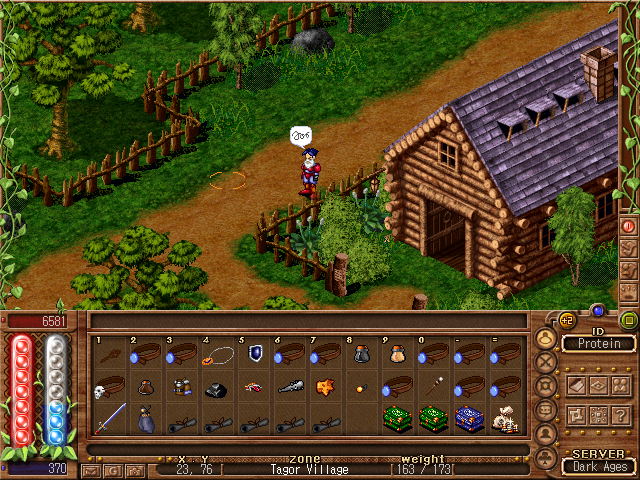 6581
+2
ID
Protein
1 2 3 4 5 6 7 8 9 0 - =
SERVER
Dark Ages
370
x, y zone weight
23, 76 [ Tagor Village [163 / 173[
G
?